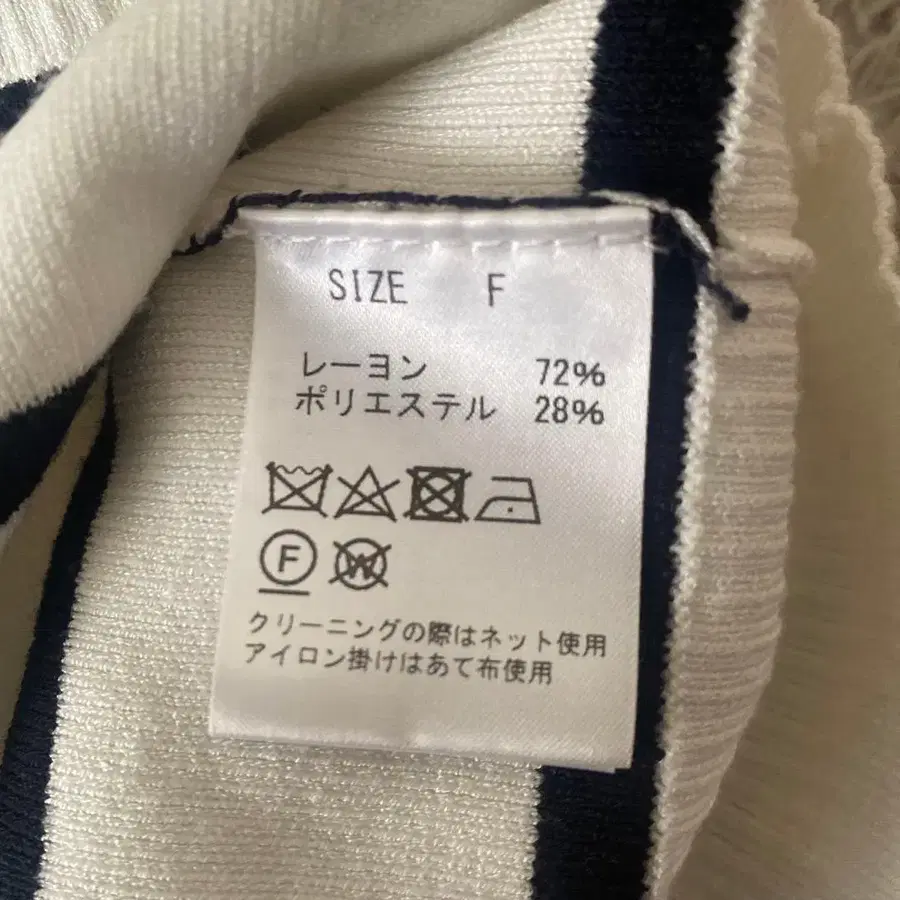 SIZE F
レーヨン 72%
ポリエステル 28%
F
W
クリーニングの際はネット使用
アイロン掛けはあて布使用